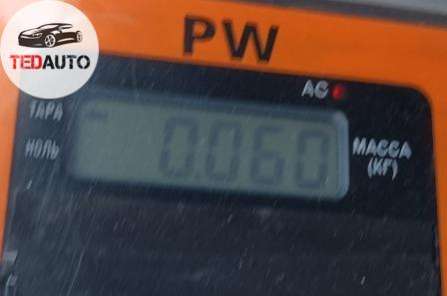 TEDAUTO
PW
AC
ТАРА
НОЛЬ
0.060
МАССА
(КГ)